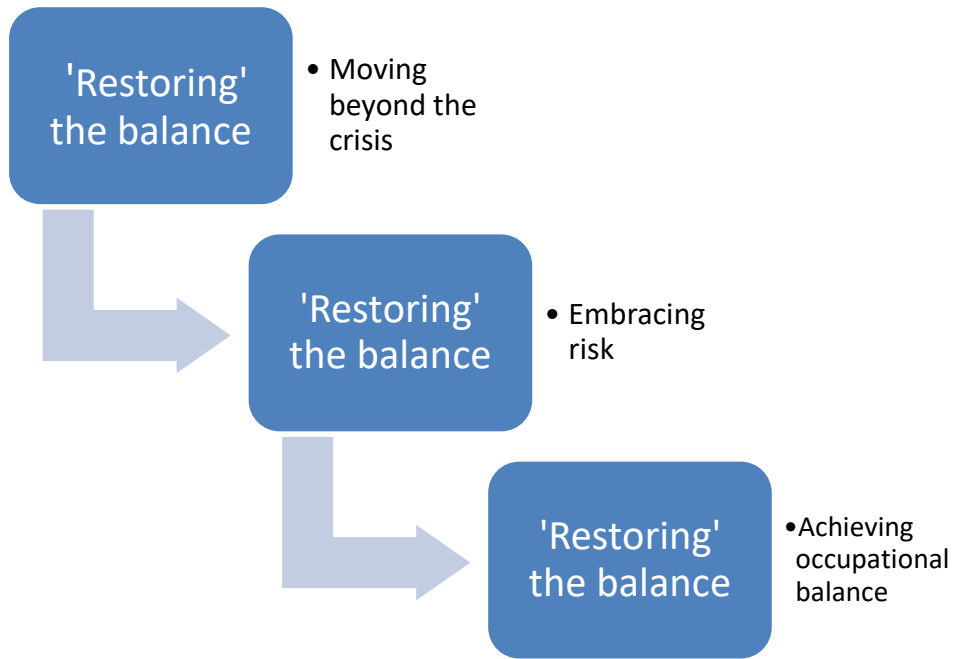 'Restoring'
the balance
• Moving
beyond the
crisis
'Restoring'
the balance
• Embracing
risk
'Restoring'
the balance
•Achieving
occupational
balance